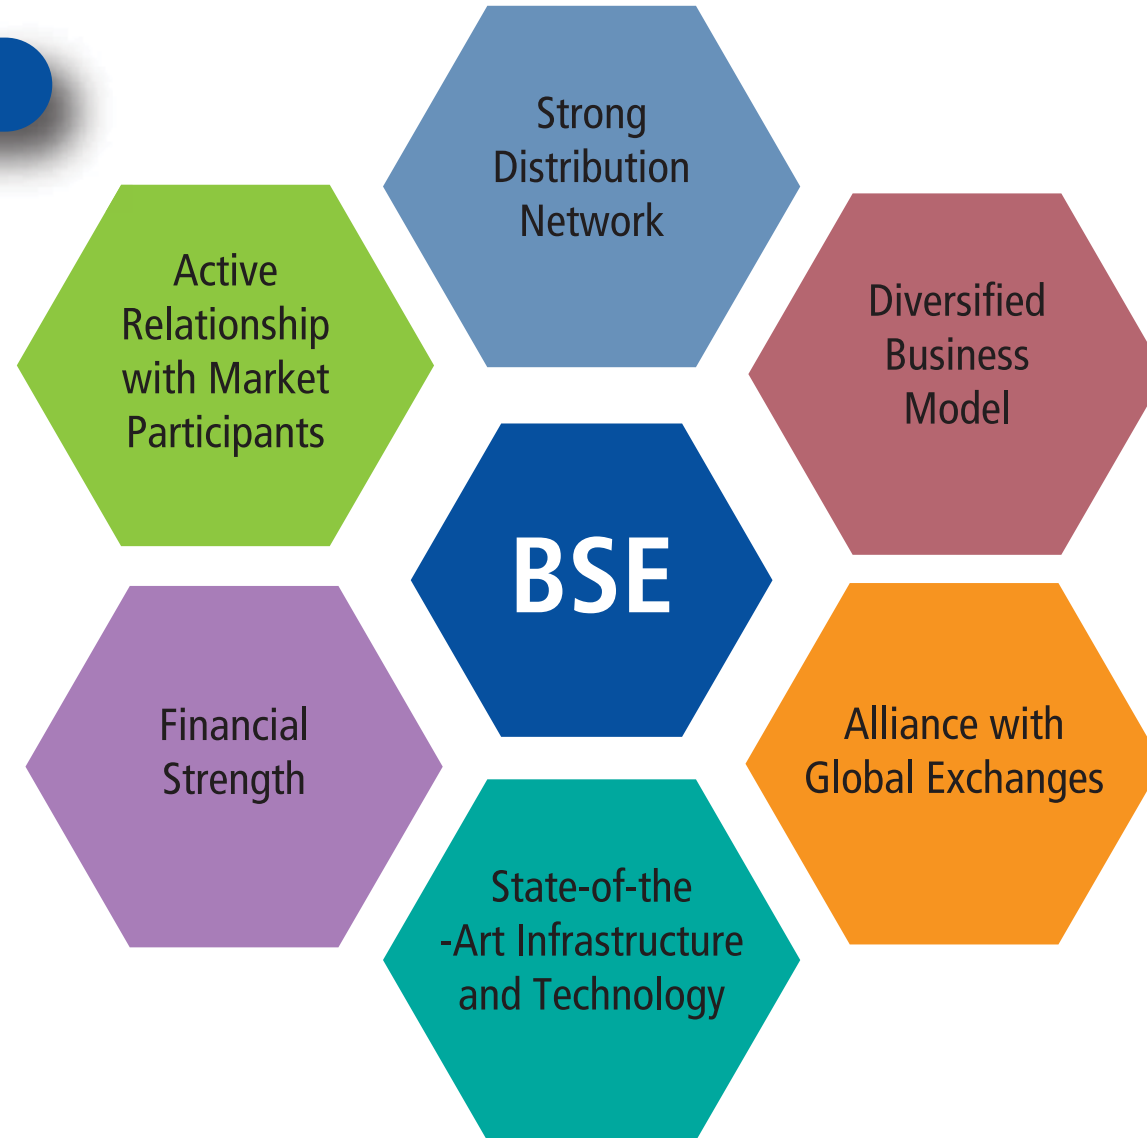 Strong
Distribution
Network
Active
Relationship
with Market
Participants
Diversified
Business
Model
BSE
Financial
Strength
Alliance with
Global Exchanges
State-of-the
-Art Infrastructure
and Technology